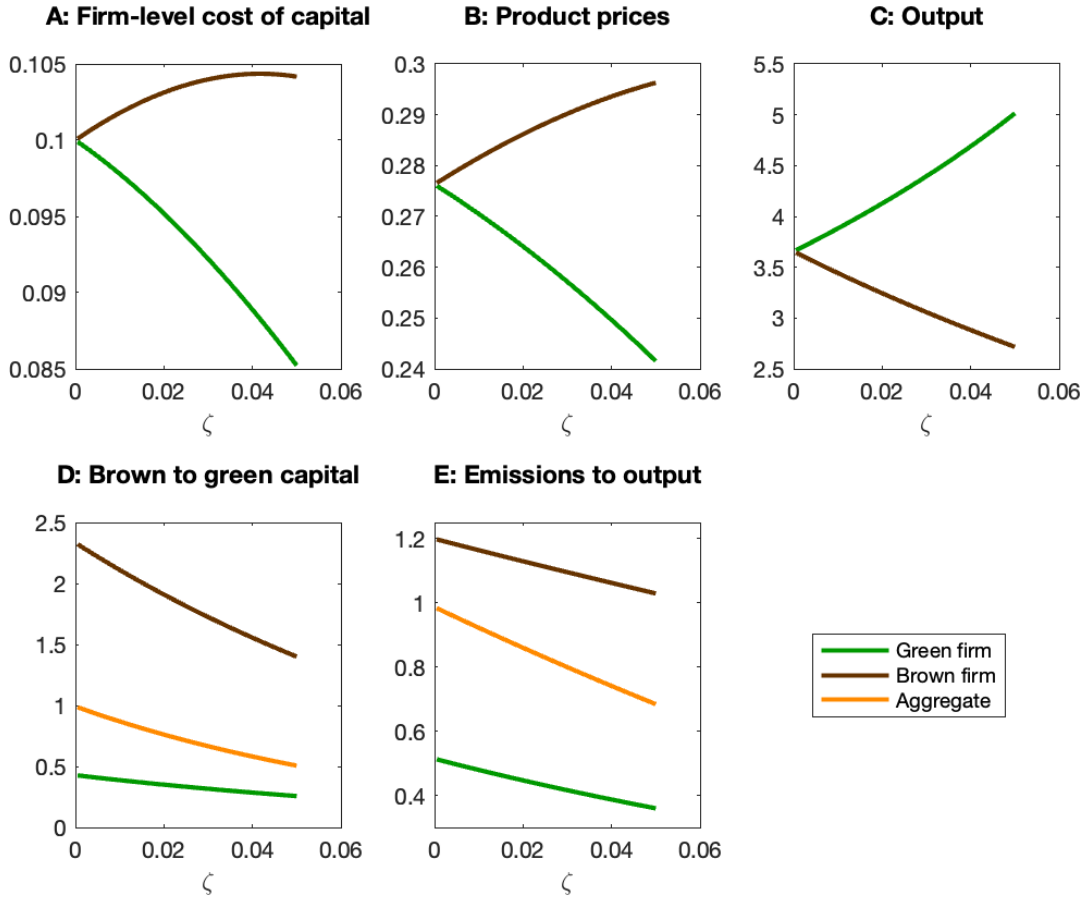 A: Firm-level cost of capital
0.105
0.1
0.095
0.09
0.085
0 0.02 0.04 0.06
ζ
B: Product prices
0.3
0.29
0.28
0.27
0.26
0.25
0.24
0 0.02 0.04 0.06
ζ
C: Output
5.5
5
4.5
4
3.5
3
2.5
0 0.02 0.04 0.06
ζ
D: Brown to green capital
2.5
2
1.5
1
0.5
0
0 0.02 0.04 0.06
ζ
E: Emissions to output
1.2
1
0.8
0.6
0.4
0 0.02 0.04 0.06
ζ
Green firm
Brown firm
Aggregate